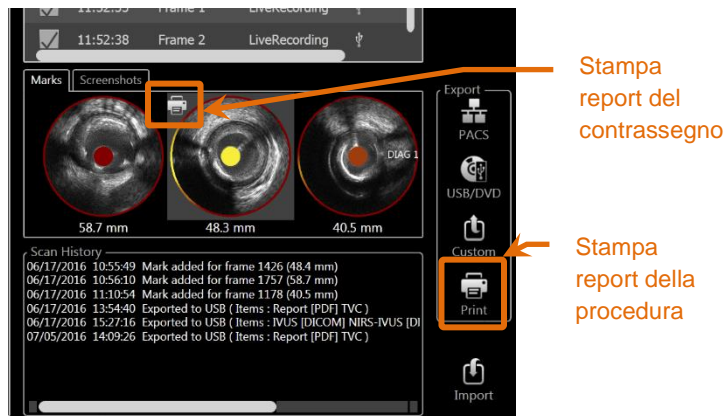 11:52:38 Frame 2 LiveRecording
Marks Screenshots
DIAG 1
58.7 mm 48.3 mm 40.5 mm
Scan History
06/17/2016 10:55:49 Mark added for frame 1426 (48.4 mm)
06/17/2016 10:56:10 Mark added for frame 1757 (58.7 mm)
06/17/2016 11:10:54 Mark added for frame 1178 (40.5 mm)
06/17/2016 13:54:40 Exported to USB ( Items : Report [PDF] TVC )
06/17/2016 15:27:16 Exported to USB ( Items : IVUS [DICOM] NIRS-IVUS [DI
07/05/2016 14:09:26 Exported to USB ( Items : Report [PDF] TVC )
Export
PACS
USB/DVD
Custom
Print
Import
Stampa
report del
contrassegno
Stampa
report della
procedura